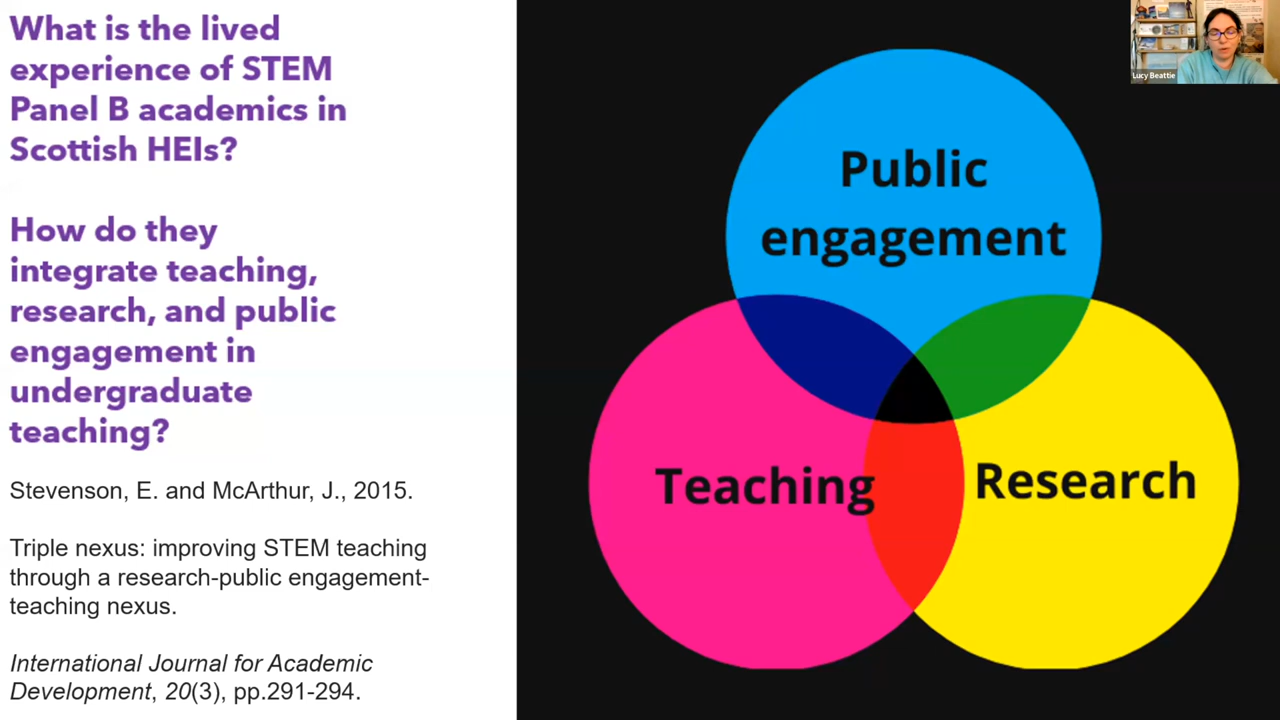 What is the lived
experience of STEM
Panel B academics in
Scottish HEIs?
How do they
integrate teaching,
research, and public
engagement in
undergraduate
teaching?
Stevenson, E. and McArthur, J., 2015.
Triple nexus: improving STEM teaching
through a research-public engagement-
teaching nexus.
International Journal for Academic
Development, 20(3), pp.291-294.
Public
engagement
Teaching
Research
Lucy Beattie